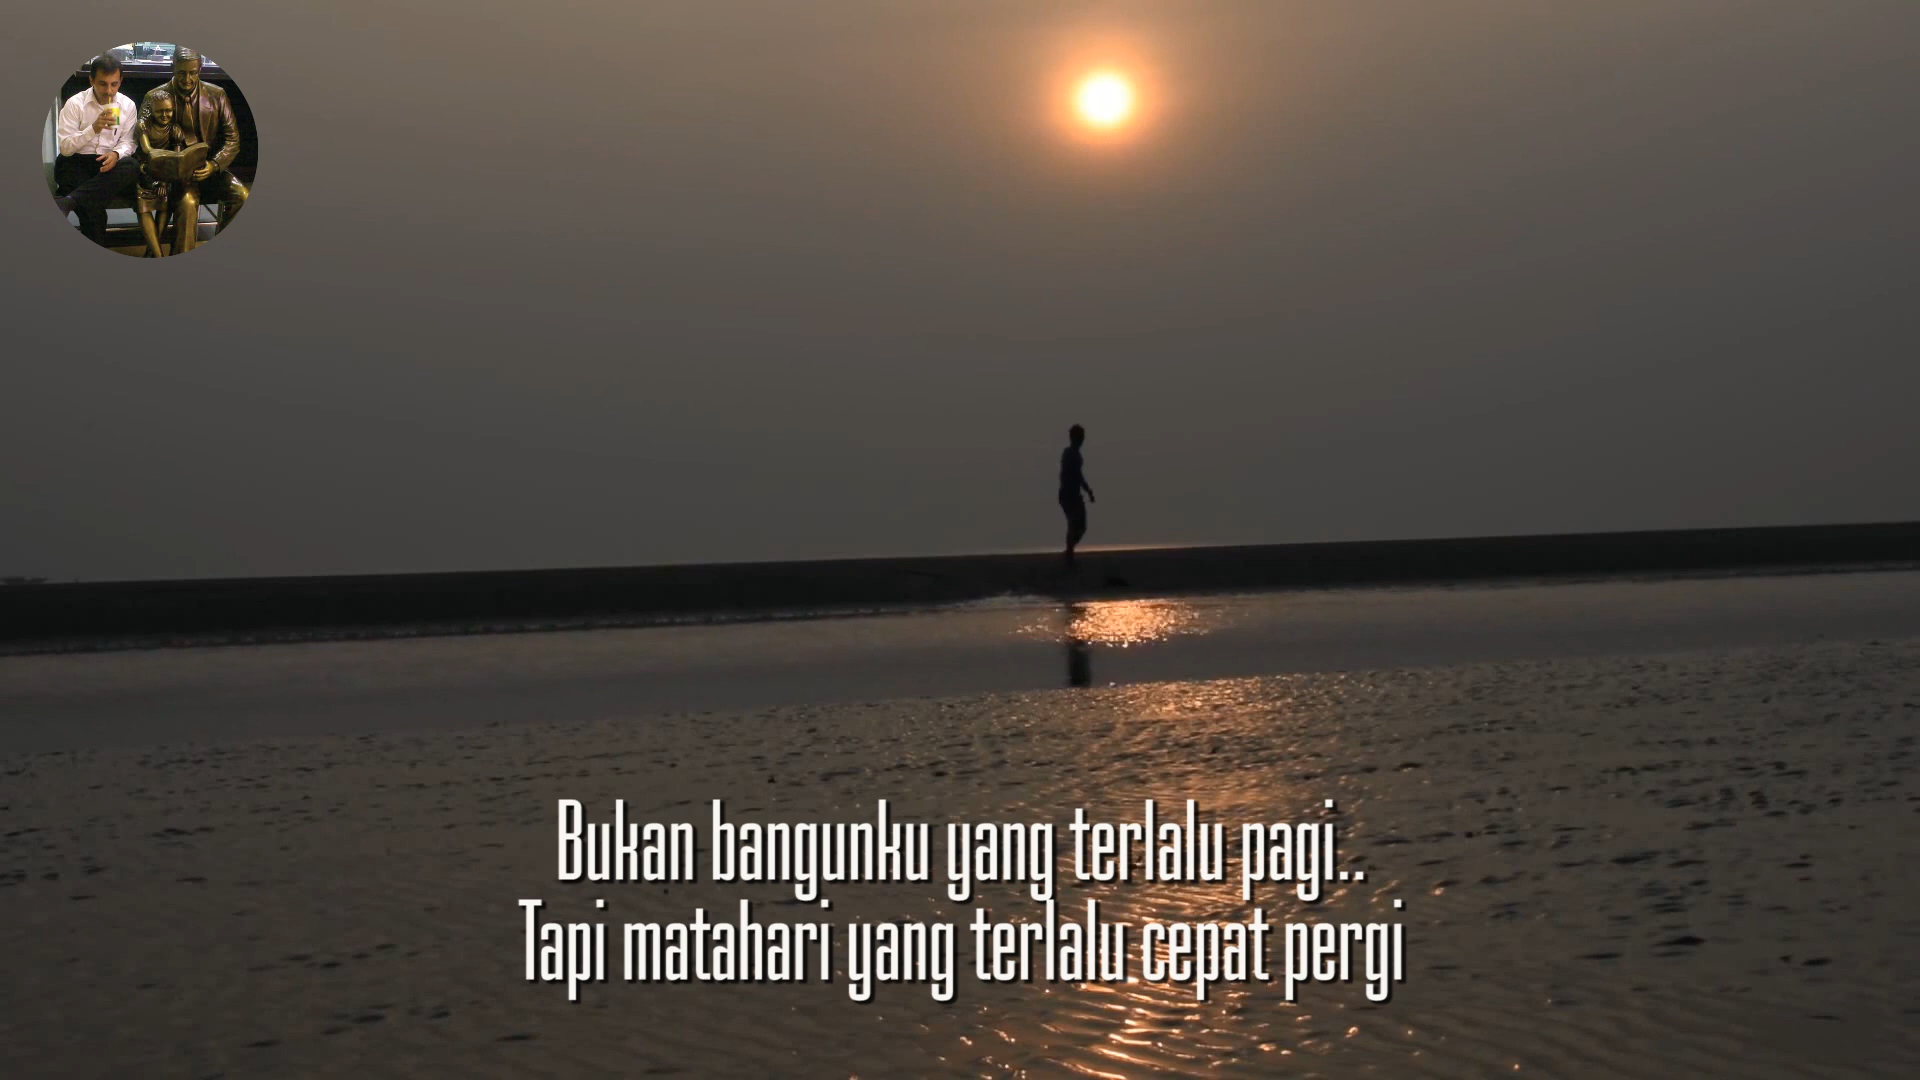 Bukan bangunku yang terlalu pagi..
Tapi matahari yang terlalu cepat pergi